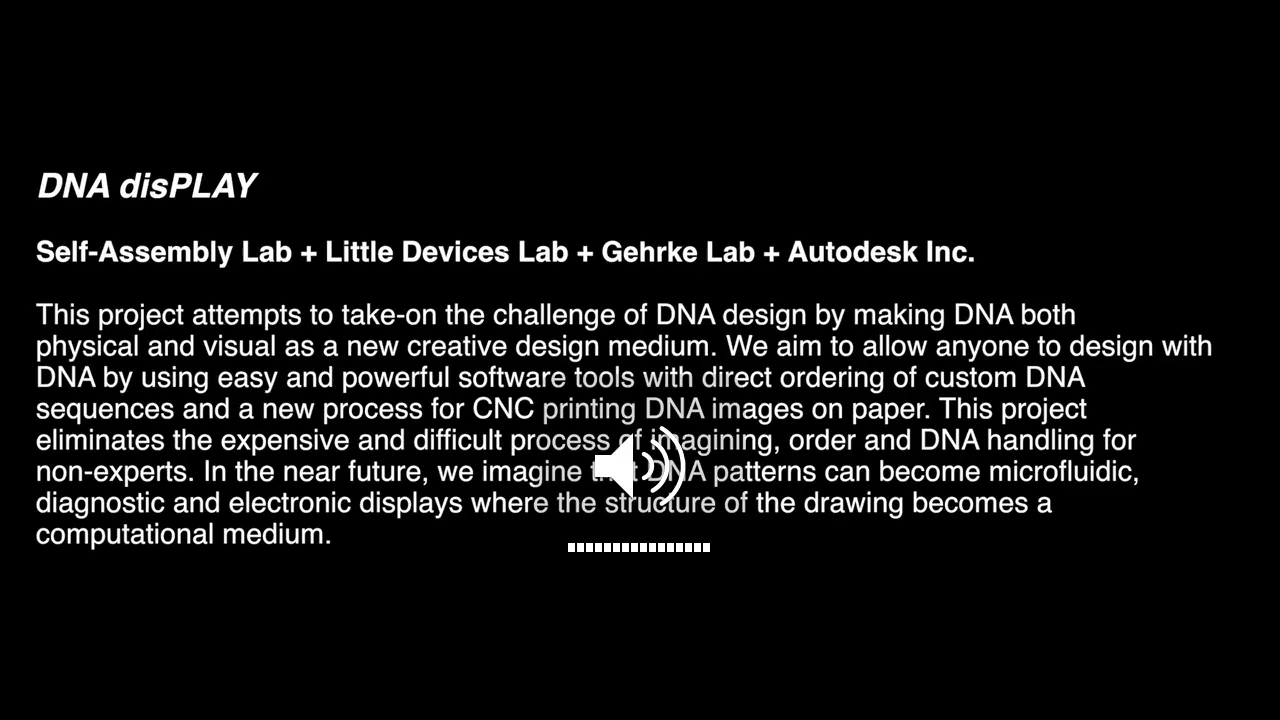 DNA disPLAY
Self-Assembly Lab + Little Devices Lab + Gehrke Lab + Autodesk Inc.
This project attempts to take-on the challenge of DNA design by making DNA both
physical and visual as a new creative design medium. We aim to allow anyone to design with
DNA by using easy and powerful software tools with direct ordering of custom DNA
sequences and a new process for CNC printing DNA images on paper. This project
eliminates the expensive and difficult process of imagining, order and DNA handling for
non-experts. In the near future, we imagine that DNA patterns can become microfluidic,
diagnostic and electronic displays where the structure of the drawing becomes a
computational medium.